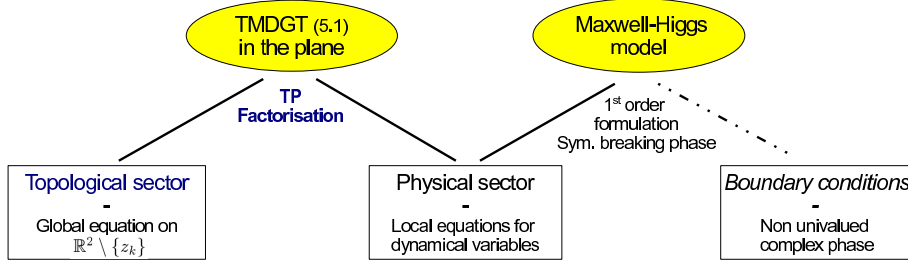 TMDGT (5.1)
in the plane
Maxwell-Higgs
model
TP
Factorisation
1st order
formulation
Sym. breaking phase
Topological sector
-
Global equation on
ℝ² \ {z_k}
Physical sector
-
Local equations for
dynamical variables
Boundary conditions
-
Non univalued
complex phase